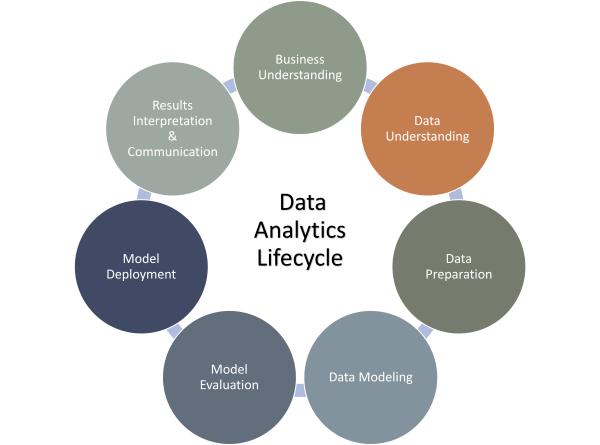 Business
Understanding
Data
Understanding
Data
Preparation
Data Modeling
Model
Evaluation
Model
Deployment
Results
Interpretation
&
Communication
Data
Analytics
Lifecycle